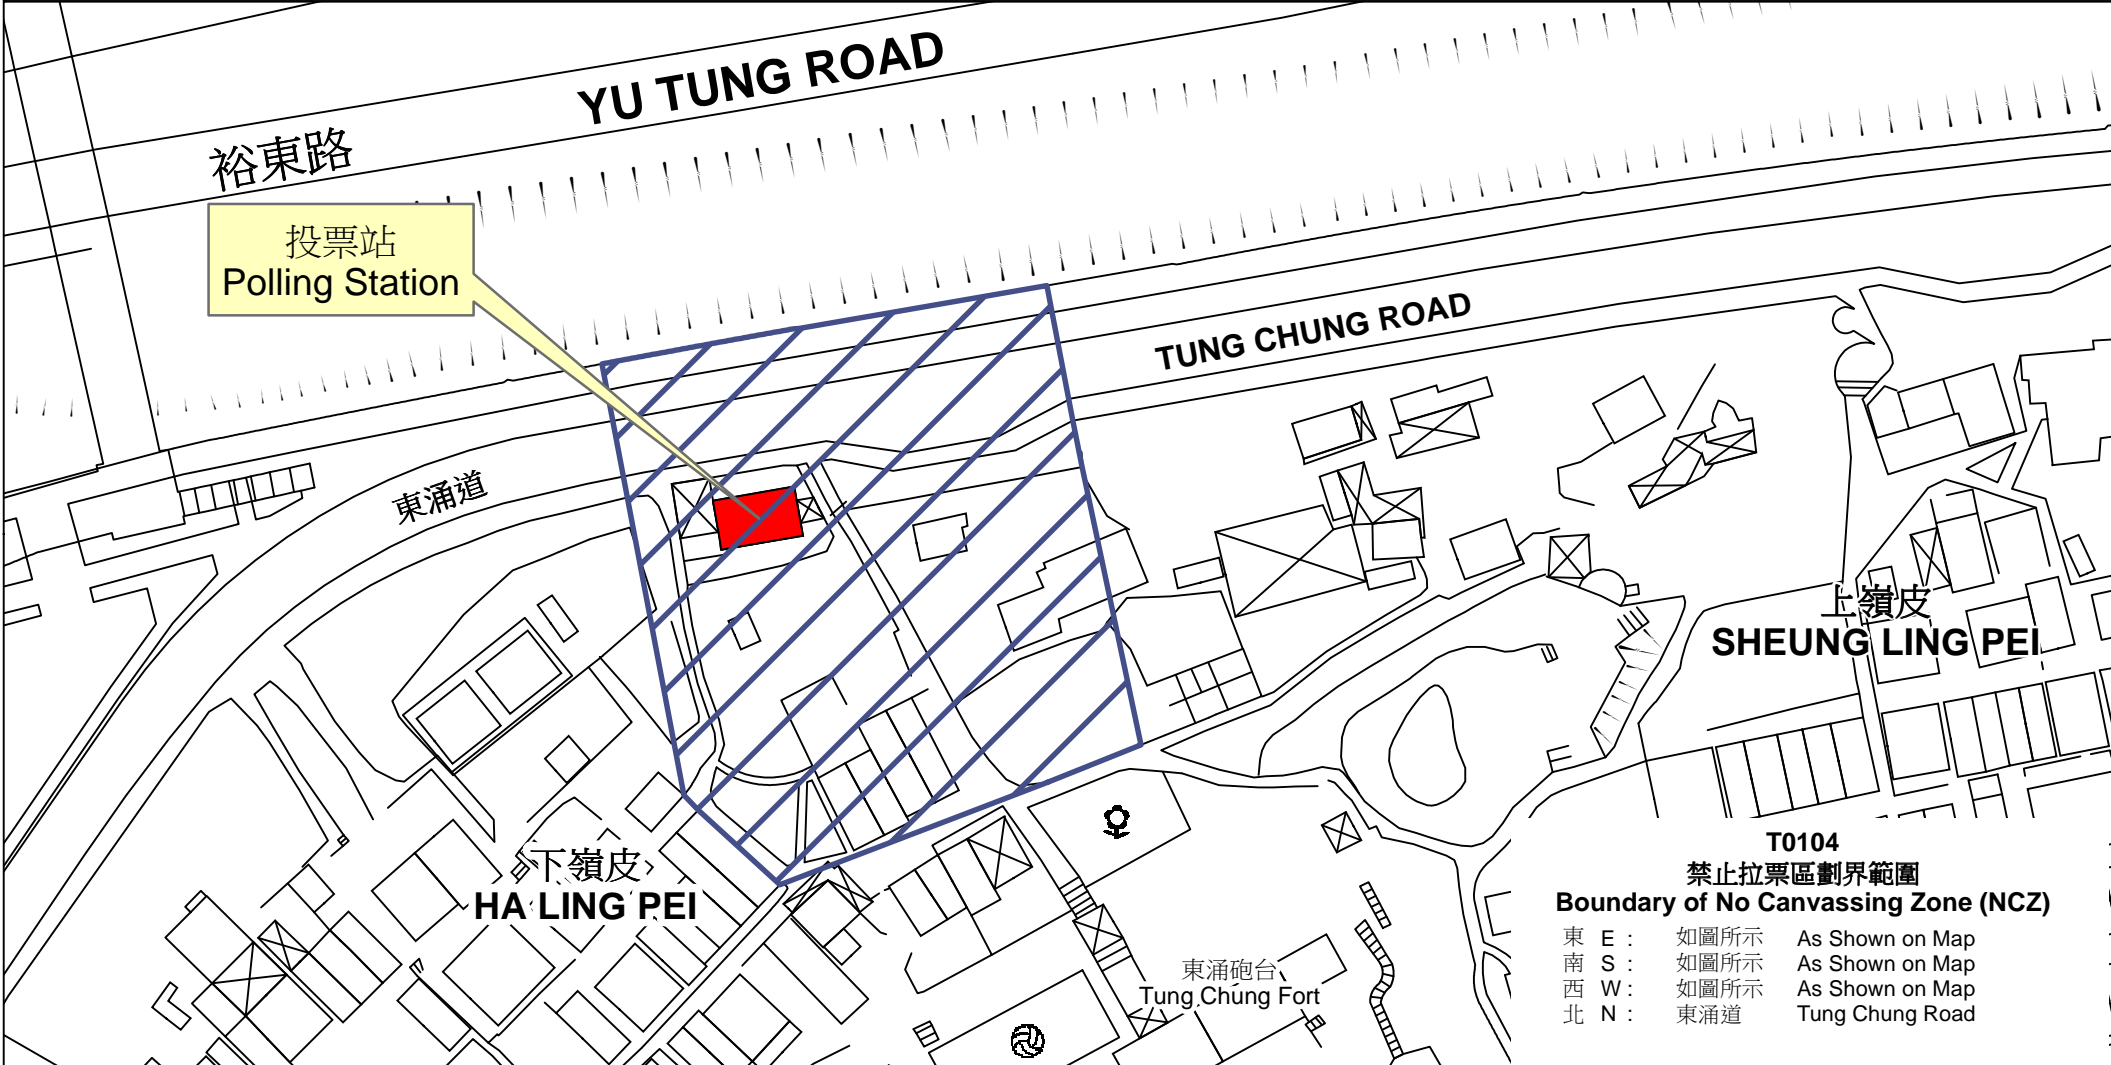 YU TUNG ROAD
裕東路
投票站
Polling Station
TUNG CHUNG ROAD
東涌道
上嶺皮
SHEUNG LING PEI
下嶺皮
HA LING PEI
東涌砲台
Tung Chung Fort
T0104
禁止拉票區劃界範圍
Boundary of No Canvassing Zone (NCZ)
東 E : 如圖所示 As Shown on Map
南 S : 如圖所示 As Shown on Map
西 W : 如圖所示 As Shown on Map
北 N : 東涌道 Tung Chung Road